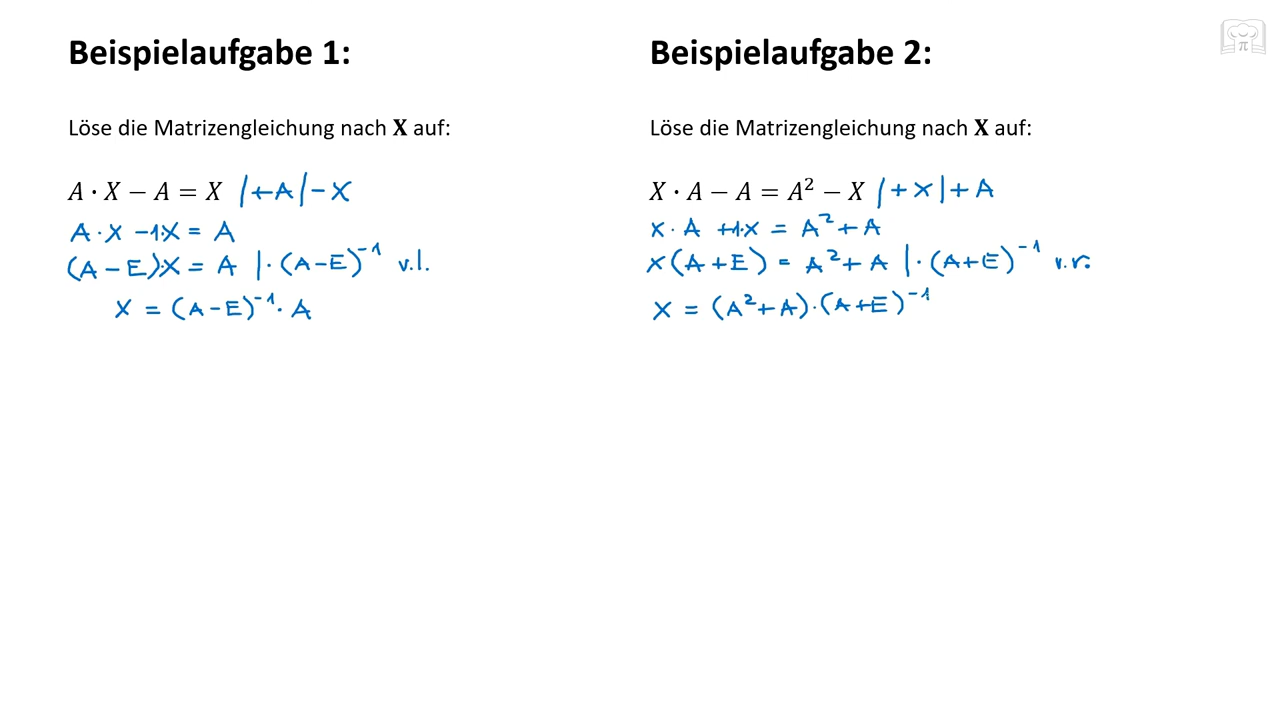 Beispielaufgabe 1:
Löse die Matrizengleichung nach X auf:
A · X − A = X |+A|−X
A·X −1·X = A
(A−E)·X = A |·(A−E)⁻¹ v.l.
X = (A−E)⁻¹·A
Beispielaufgabe 2:
Löse die Matrizengleichung nach X auf:
X · A − A = A² − X |+X|+A
X·A +1·X = A²+A
X(A+E) = A²+A |·(A+E)⁻¹ v.r.
X = (A²+A)·(A+E)⁻¹
π